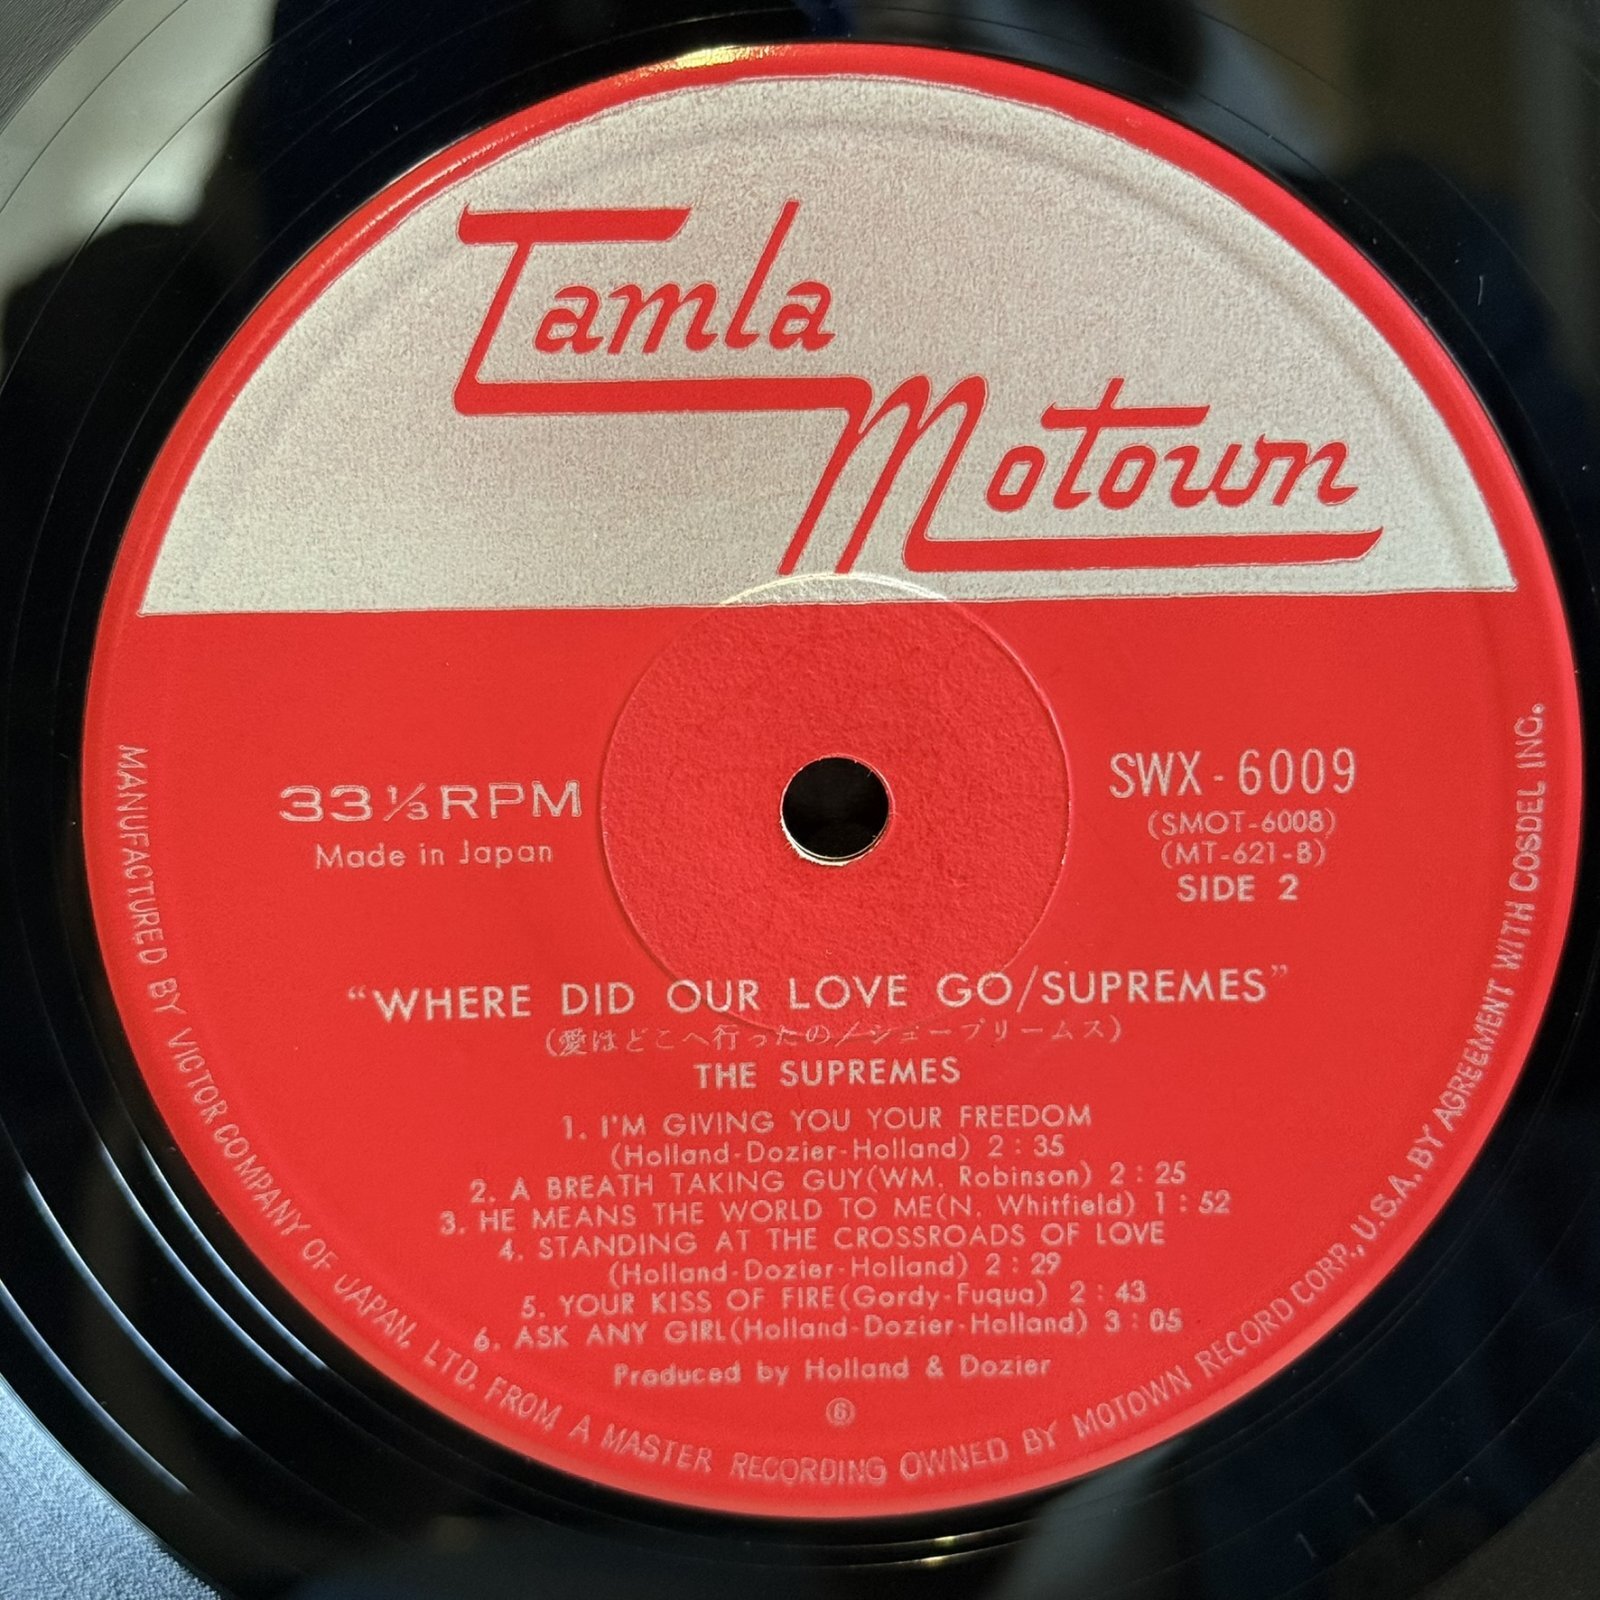 Tamla
Motown
33 1/3 RPM
Made in Japan
SWX-6009
(SMOT-6008)
(MT-621-B)
SIDE 2
“WHERE DID OUR LOVE GO/SUPREMES”
(愛はどこへ行ったの/シュープリームス)
THE SUPREMES
1. I'M GIVING YOU YOUR FREEDOM
(Holland-Dozier-Holland) 2:35
2. A BREATH TAKING GUY(WM. Robinson) 2:25
3. HE MEANS THE WORLD TO ME(N. Whitfield) 1:52
4. STANDING AT THE CROSSROADS OF LOVE
(Holland-Dozier-Holland) 2:29
5. YOUR KISS OF FIRE(Gordy-Fuqua) 2:43
6. ASK ANY GIRL(Holland-Dozier-Holland) 3:05
Produced by Holland & Dozier
⑥
MANUFACTURED BY VICTOR COMPANY OF JAPAN, LTD. FROM A MASTER RECORDING OWNED BY MOTOWN RECORD CORP., U.S.A. BY AGREEMENT WITH COSDEL INC.